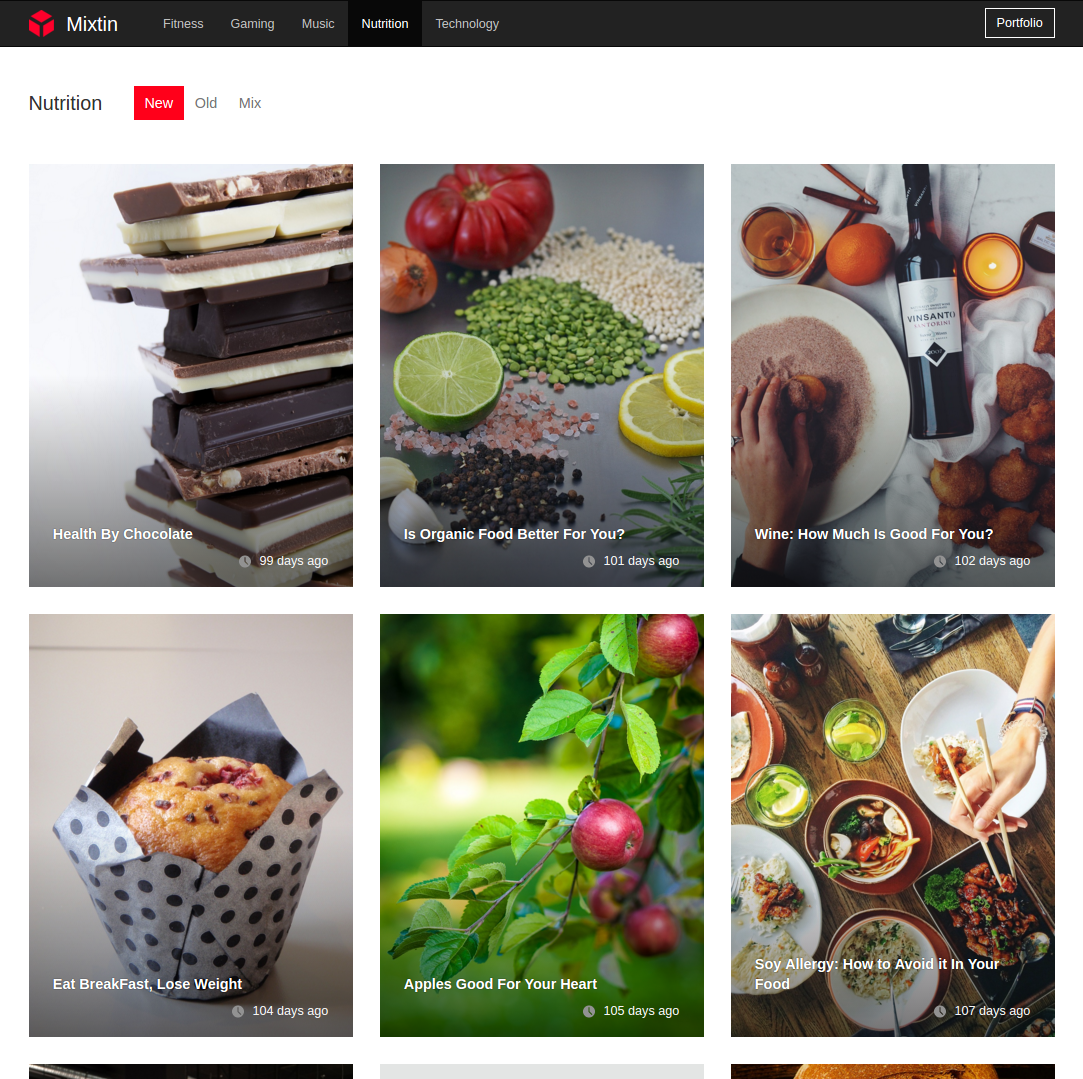 Mixtin
Fitness
Gaming
Music
Nutrition
Technology
Portfolio
Nutrition
New
Old
Mix
VINSANTO
SANTORINI
2005
Health By Chocolate
99 days ago
Is Organic Food Better For You?
101 days ago
Wine: How Much Is Good For You?
102 days ago
Eat BreakFast, Lose Weight
104 days ago
Apples Good For Your Heart
105 days ago
Soy Allergy: How to Avoid it In Your
Food
107 days ago